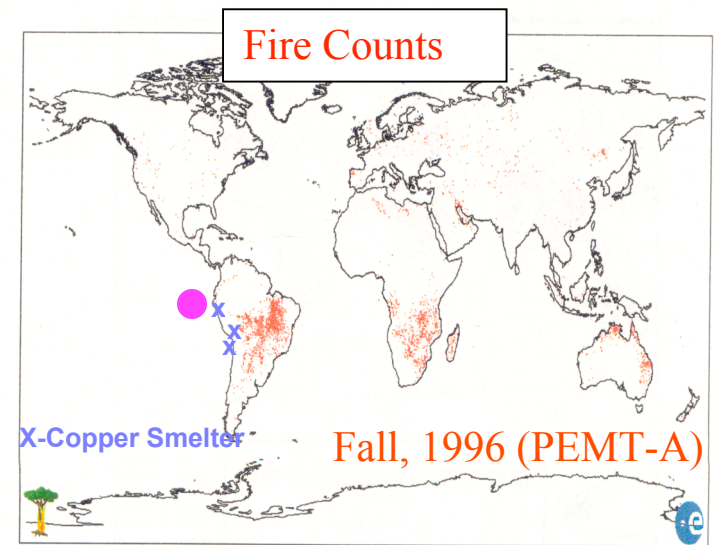 Fire Counts
x
x
x
X-Copper Smelter
Fall, 1996 (PEMT-A)
e